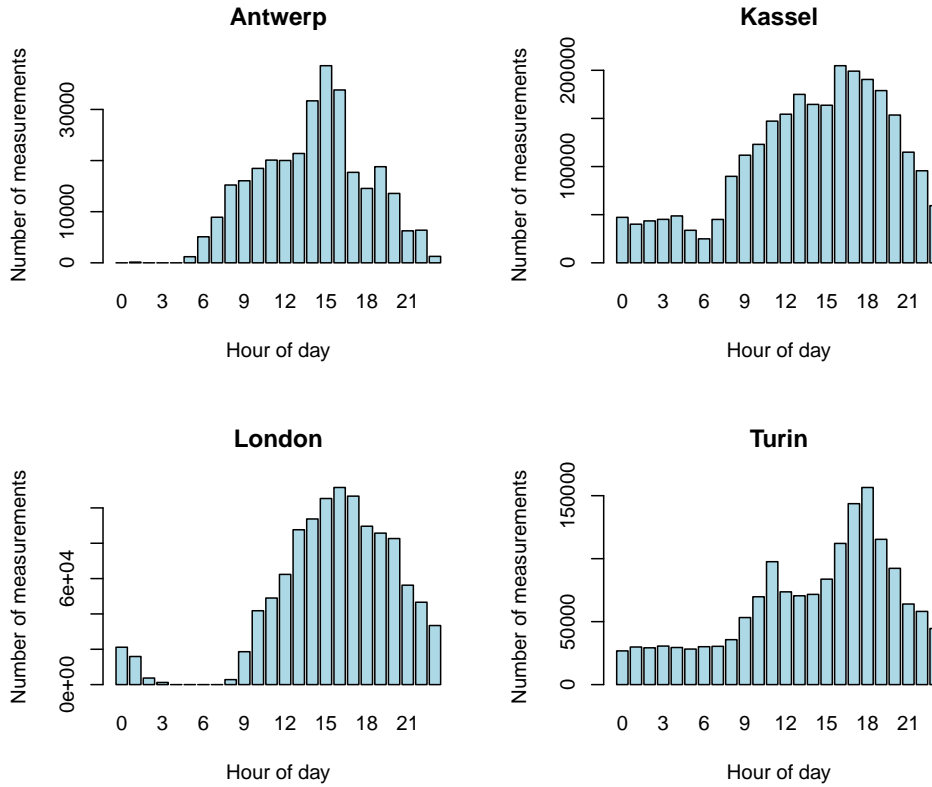 Antwerp
Number of measurements
0
10000
30000
0 3 6 9 12 15 18 21
Hour of day
Kassel
Number of measurements
0
100000
200000
0 3 6 9 12 15 18 21
Hour of day
London
Number of measurements
0e+00
6e+04
0 3 6 9 12 15 18 21
Hour of day
Turin
Number of measurements
0
50000
150000
0 3 6 9 12 15 18 21
Hour of day